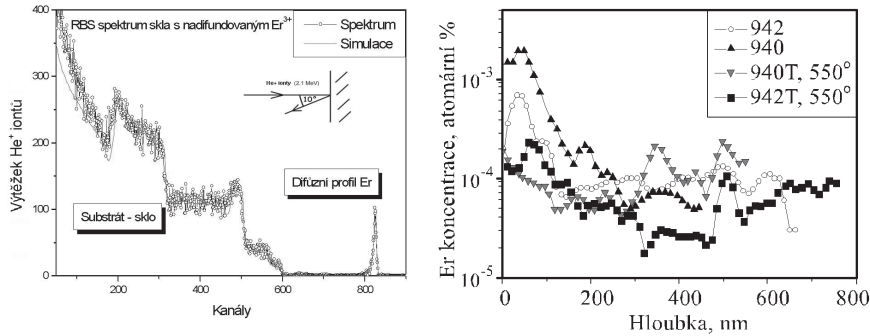 RBS spektrum skla s nadifundovaným Er3+
Spektrum
Simulace
He+ ionty (2,1 MeV)
10°
Substrát - sklo
Difúzní profil Er
Výtěžek He+ iontů
400
300
200
100
0
200
400
600
800
Kanály
942
940
940T, 550°
942T, 550°
Er koncentrace, atomární %
10-3
10-4
10-5
0
200
400
600
800
Hloubka, nm